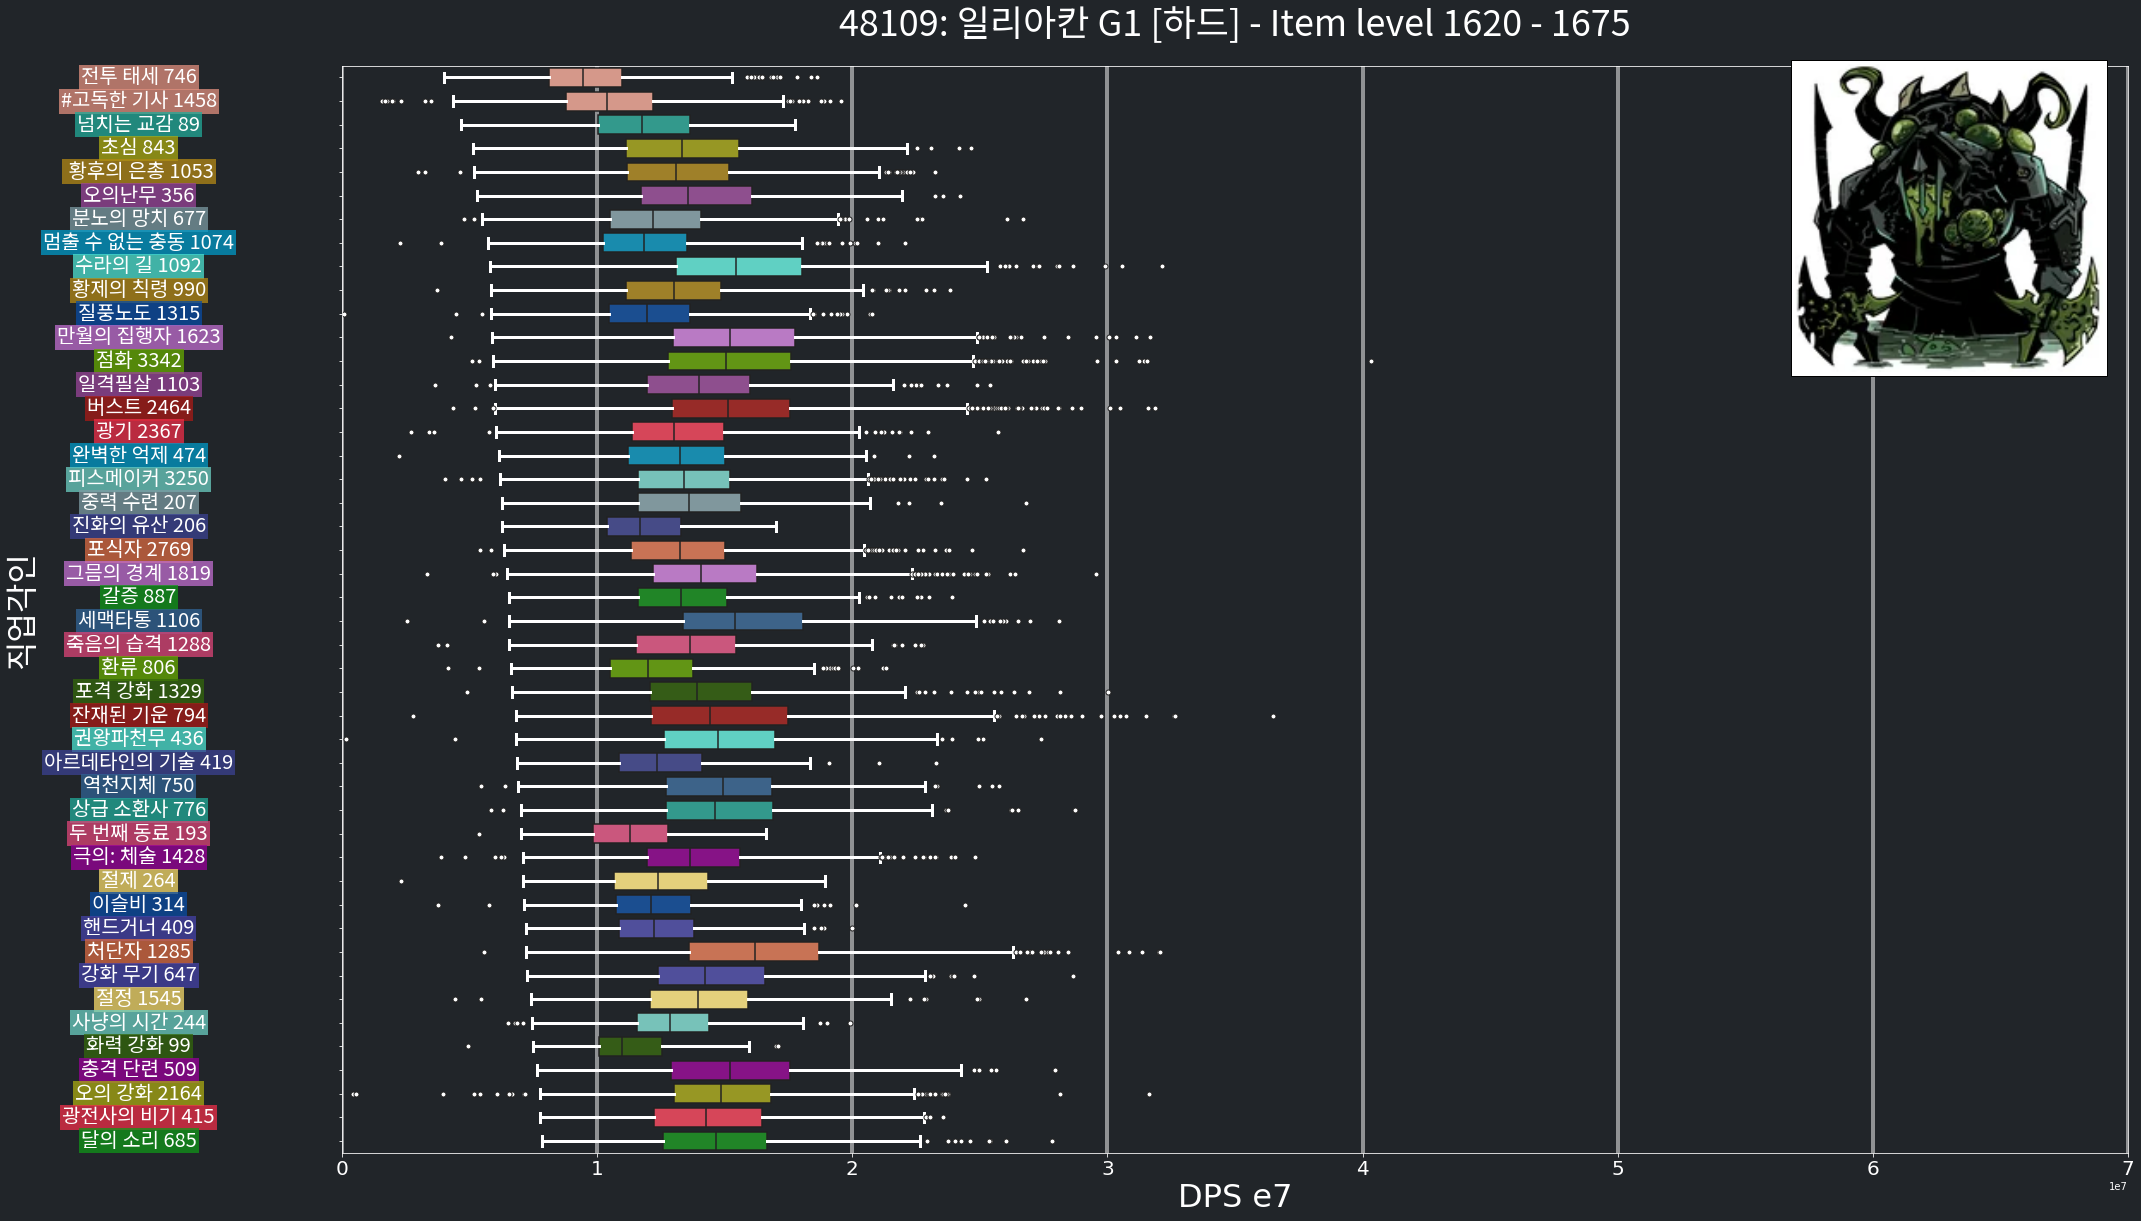 48109: 일리아칸 G1 [하드] - Item level 1620 - 1675
전투 태세 746
#고독한 기사 1458
넘치는 교감 89
초심 843
황후의 은총 1053
오의난무 356
분노의 망치 677
멈출 수 없는 충동 1074
수라의 길 1092
황제의 칙령 990
질풍노도 1315
만월의 집행자 1623
점화 3342
일격필살 1103
버스트 2464
광기 2367
완벽한 억제 474
피스메이커 3250
중력 수련 207
진화의 유산 206
포식자 2769
그믐의 경계 1819
갈증 887
세맥타통 1106
죽음의 습격 1288
환류 806
포격 강화 1329
잔재된 기운 794
권왕파천무 436
아르데타인의 기술 419
역천지체 750
상급 소환사 776
두 번째 동료 193
극의: 체술 1428
절제 264
이슬비 314
핸드거너 409
처단자 1285
강화 무기 647
절정 1545
사냥의 시간 244
화력 강화 99
충격 단련 509
오의 강화 2164
광전사의 비기 415
달의 소리 685
직업각인
0 1 2 3 4 5 6 7
DPS e7
1e7